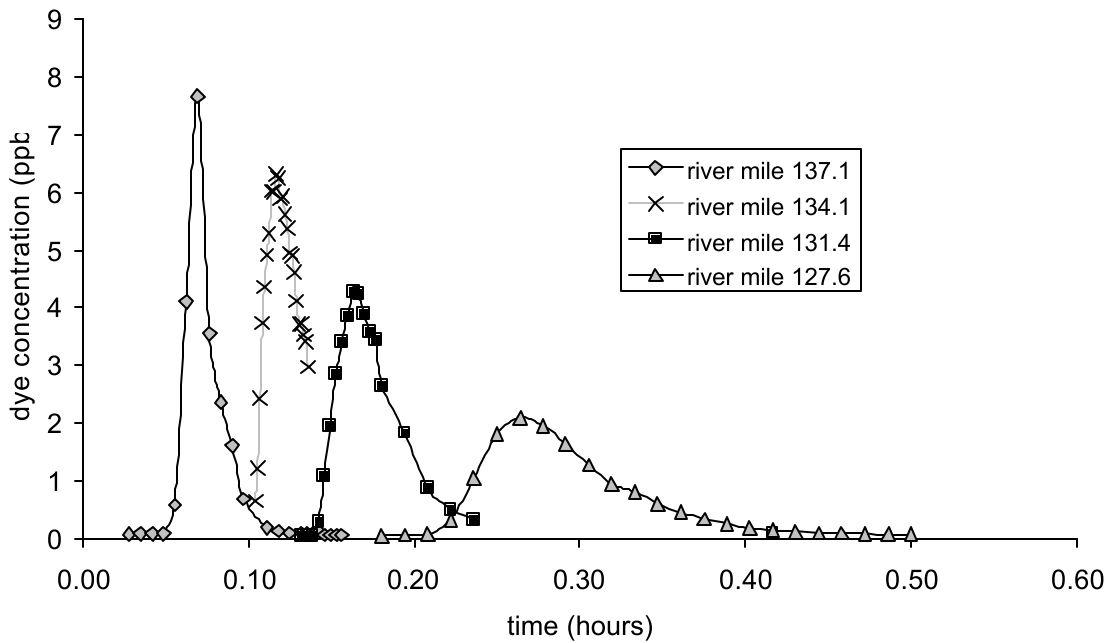 9
8
7
6
5
4
3
2
1
0
dye concentration (ppb
river mile 137.1
river mile 134.1
river mile 131.4
river mile 127.6
0.00 0.10 0.20 0.30 0.40 0.50 0.60
time (hours)